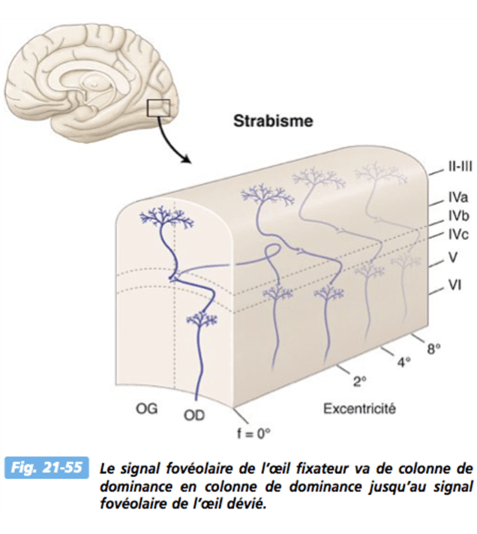 Strabisme
II-III
IVa
IVb
IVc
V
VI
8°
4°
2°
OG
OD
Excentricité
f = 0°
Fig. 21-55 Le signal fovéolaire de l'œil fixateur va de colonne de
dominance en colonne de dominance jusqu'au signal
fovéolaire de l'œil dévié.